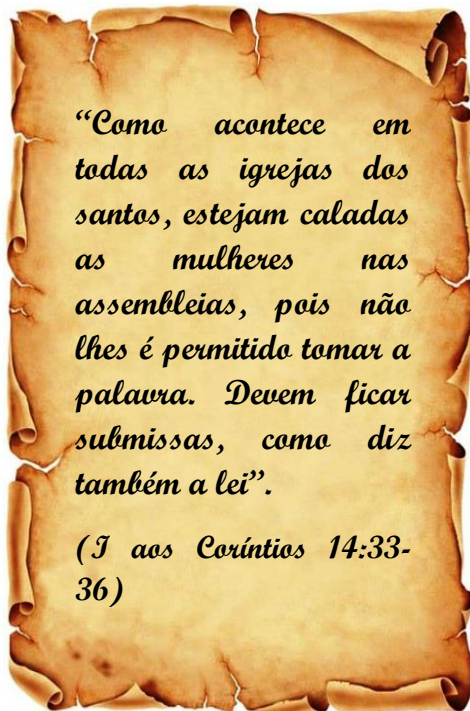 “Como acontece em
todas as igrejas dos
santos, estejam caladas
as mulheres nas
assembleias, pois não
lhes é permitido tomar a
palavra. Devem ficar
submissas, como diz
também a lei”.
(I aos Coríntios 14:33-
36)